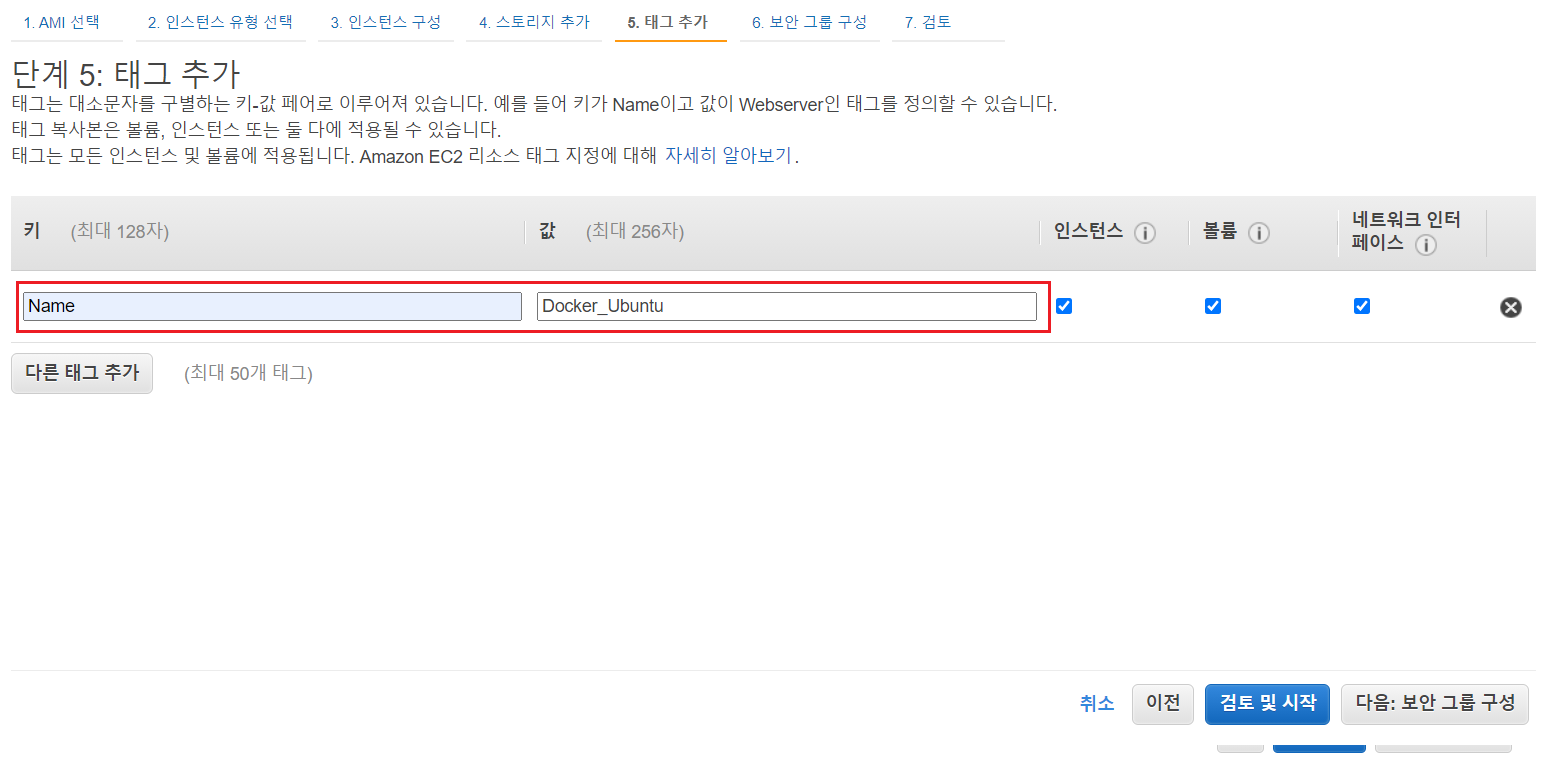 1. AMI 선택 2. 인스턴스 유형 선택 3. 인스턴스 구성 4. 스토리지 추가 5. 태그 추가 6. 보안 그룹 구성 7. 검토
단계 5: 태그 추가
태그는 대소문자를 구별하는 키-값 페어로 이루어져 있습니다. 예를 들어 키가 Name이고 값이 Webserver인 태그를 정의할 수 있습니다.
태그 복사본은 볼륨, 인스턴스 또는 둘 다에 적용될 수 있습니다.
태그는 모든 인스턴스 및 볼륨에 적용됩니다. Amazon EC2 리소스 태그 지정에 대해 자세히 알아보기.
키 (최대 128자) 값 (최대 256자) 인스턴스 볼륨 네트워크 인터
페이스
Name Docker_Ubuntu
다른 태그 추가 (최대 50개 태그)
취소 이전 검토 및 시작 다음: 보안 그룹 구성